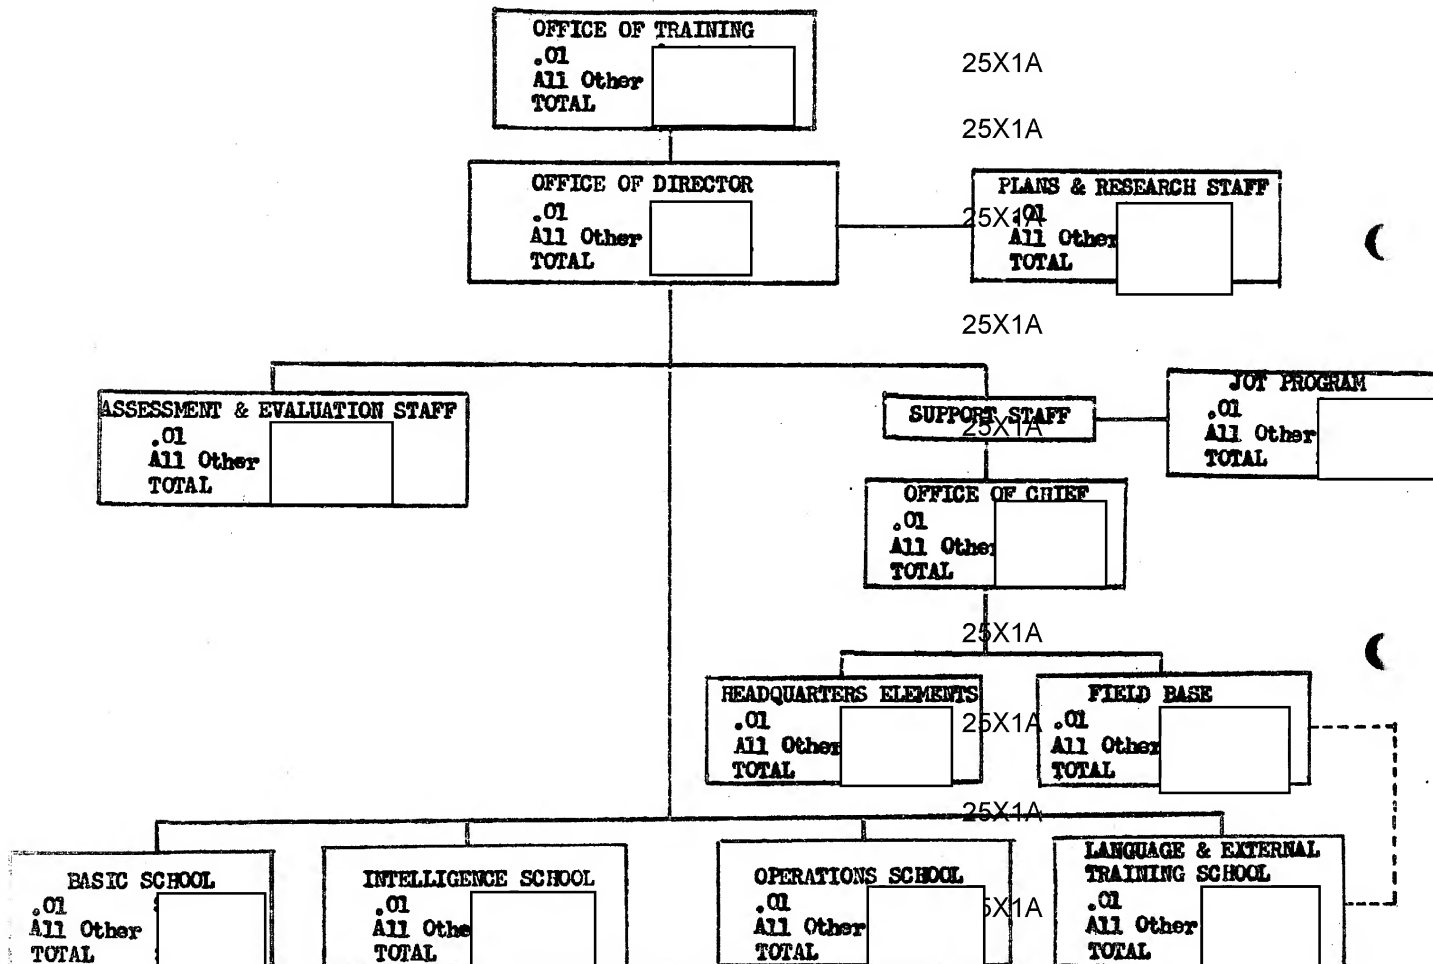 OFFICE OF TRAINING
.01
All Other
TOTAL
25X1A
25X1A
OFFICE OF DIRECTOR
.01
All Other
TOTAL
PLANS & RESEARCH STAFF
25X1A
.01
All Other
TOTAL
25X1A
ASSESSMENT & EVALUATION STAFF
.01
All Other
TOTAL
SUPPORT STAFF
25X1A
JOT PROGRAM
.01
All Other
TOTAL
OFFICE OF CHIEF
.01
All Other
TOTAL
25X1A
HEADQUARTERS ELEMENTS
.01
All Other
TOTAL
25X1A
FIELD BASE
.01
All Other
TOTAL
25X1A
BASIC SCHOOL
.01
All Other
TOTAL
INTELLIGENCE SCHOOL
.01
All Othe
TOTAL
OPERATIONS SCHOOL
.01
All Other
TOTAL
5X1A
LANGUAGE & EXTERNAL
TRAINING SCHOOL
.01
All Other
TOTAL